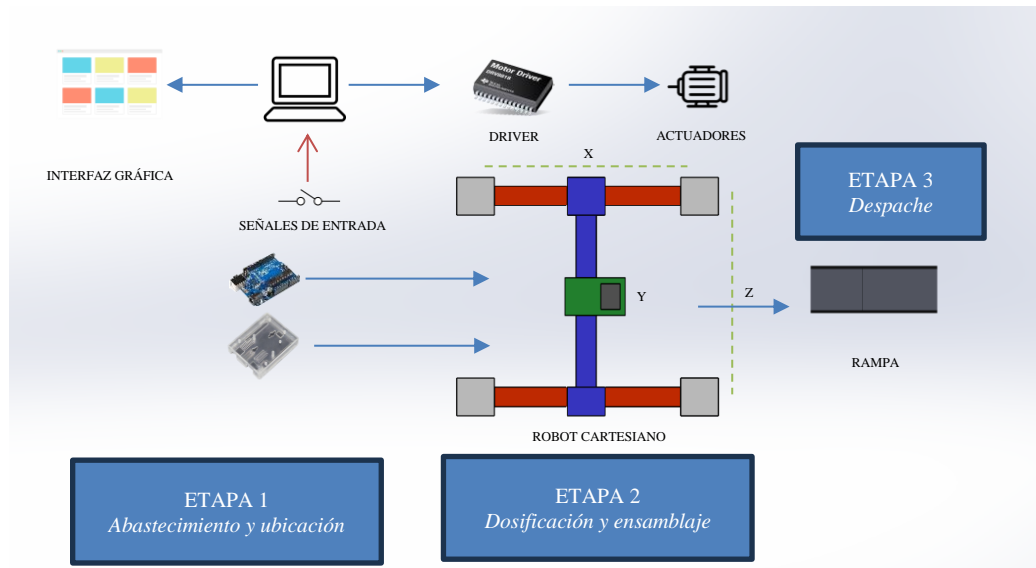 Motor Driver
DRIVER
ACTUADORES
INTERFAZ GRÁFICA
SEÑALES DE ENTRADA
X
Y
Z
ETAPA 3
Despache
RAMPA
ROBOT CARTESIANO
ETAPA 1
Abastecimiento y ubicación
ETAPA 2
Dosificación y ensamblaje